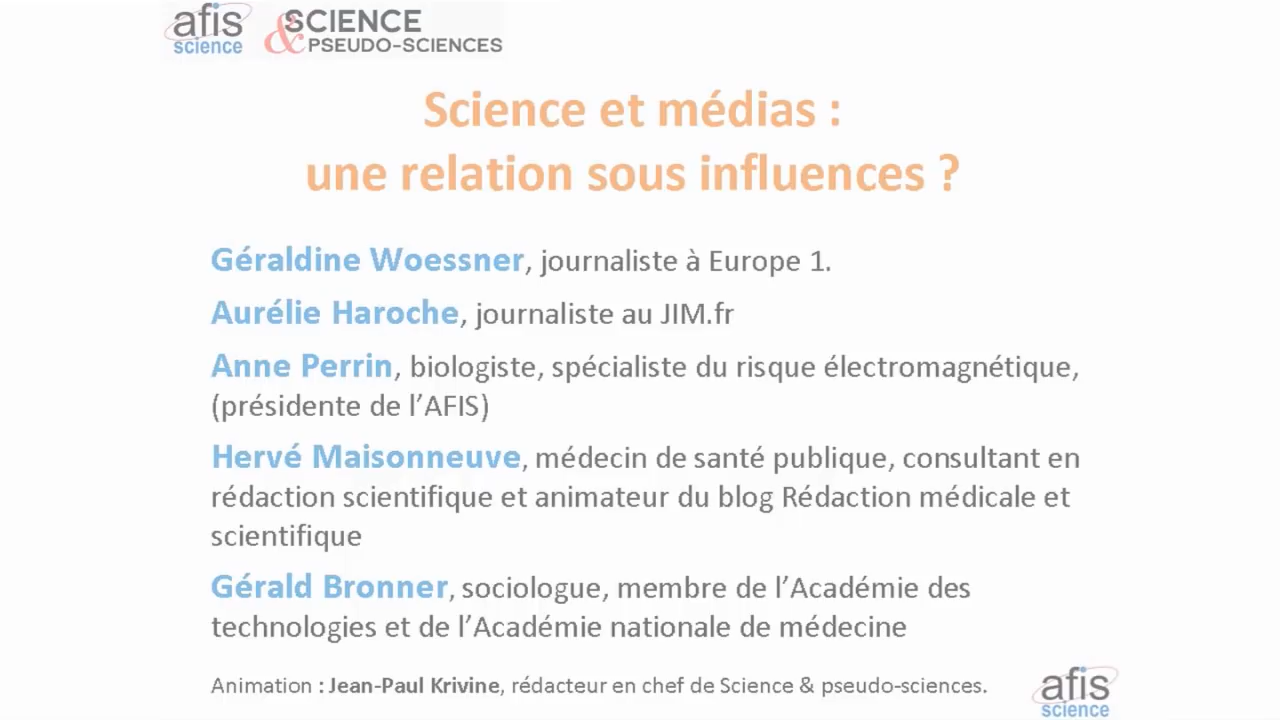 afis
science
SCIENCE
& PSEUDO-SCIENCES
Science et médias :
une relation sous influences ?
Géraldine Woessner, journaliste à Europe 1.
Aurélie Haroche, journaliste au JIM.fr
Anne Perrin, biologiste, spécialiste du risque électromagnétique,
(présidente de l’AFIS)
Hervé Maisonneuve, médecin de santé publique, consultant en
rédaction scientifique et animateur du blog Rédaction médicale et
scientifique
Gérald Bronner, sociologue, membre de l’Académie des
technologies et de l’Académie nationale de médecine
Animation : Jean-Paul Krivine, rédacteur en chef de Science & pseudo-sciences.
afis
science